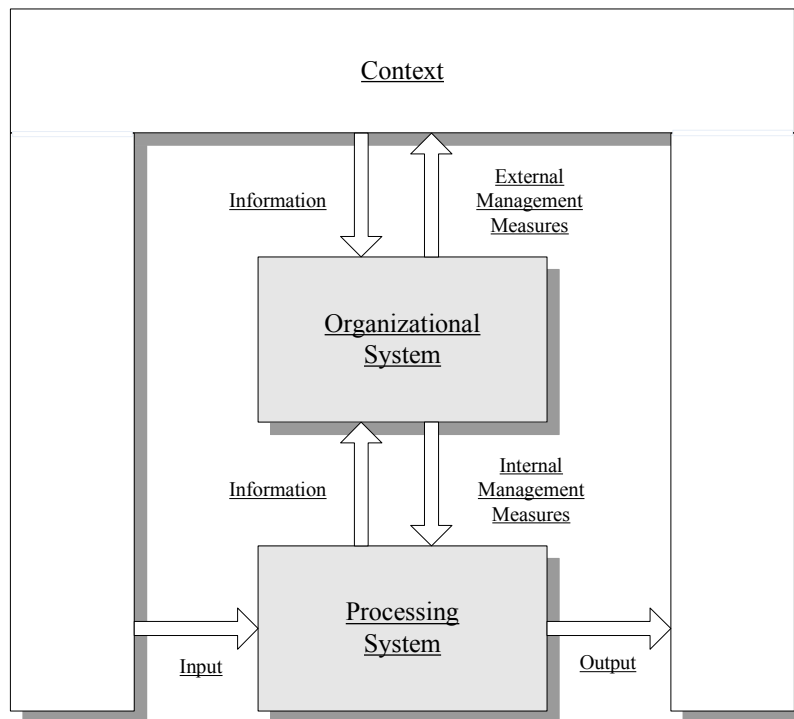 Context
Information
External
Management
Measures
Organizational
System
Information
Internal
Management
Measures
Processing
System
Input
Output